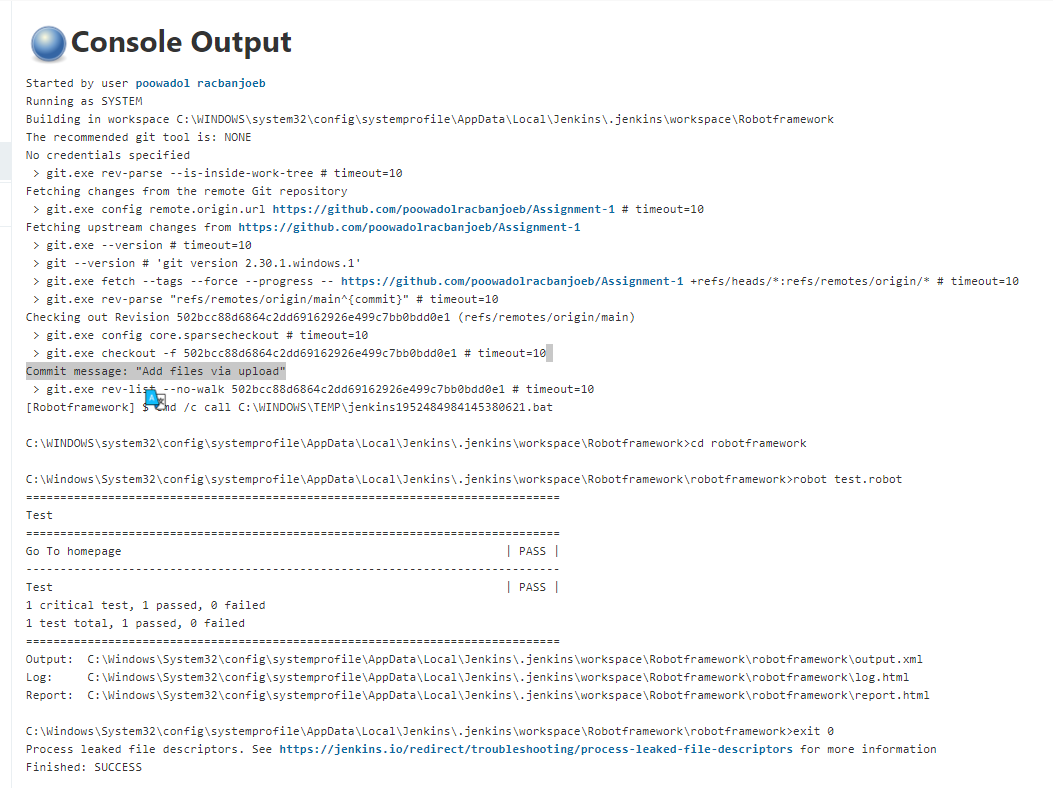 Console Output
Started by user poowadol racbanjoeb
Running as SYSTEM
Building in workspace C:\WINDOWS\system32\config\systemprofile\AppData\Local\Jenkins\.jenkins\workspace\Robotframework
The recommended git tool is: NONE
No credentials specified
> git.exe rev-parse --is-inside-work-tree # timeout=10
Fetching changes from the remote Git repository
> git.exe config remote.origin.url https://github.com/poowadolracbanjoeb/Assignment-1 # timeout=10
Fetching upstream changes from https://github.com/poowadolracbanjoeb/Assignment-1
> git.exe --version # timeout=10
> git --version # 'git version 2.30.1.windows.1'
> git.exe fetch --tags --force --progress -- https://github.com/poowadolracbanjoeb/Assignment-1 +refs/heads/*:refs/remotes/origin/* # timeout=10
> git.exe rev-parse "refs/remotes/origin/main^{commit}" # timeout=10
Checking out Revision 502bcc88d6864c2dd69162926e499c7bb0bdd0e1 (refs/remotes/origin/main)
> git.exe config core.sparsecheckout # timeout=10
> git.exe checkout -f 502bcc88d6864c2dd69162926e499c7bb0bdd0e1 # timeout=10
Commit message: "Add files via upload"
> git.exe rev-list --no-walk 502bcc88d6864c2dd69162926e499c7bb0bdd0e1 # timeout=10
[Robotframework] $ cmd /c call C:\WINDOWS\TEMP\jenkins1952484984145380621.bat
C:\WINDOWS\system32\config\systemprofile\AppData\Local\Jenkins\.jenkins\workspace\Robotframework>cd robotframework
C:\Windows\System32\config\systemprofile\AppData\Local\Jenkins\.jenkins\workspace\Robotframework\robotframework>robot test.robot
==============================================================================
Test
==============================================================================
Go To homepage | PASS |
------------------------------------------------------------------------------
Test | PASS |
1 critical test, 1 passed, 0 failed
1 test total, 1 passed, 0 failed
==============================================================================
Output: C:\Windows\System32\config\systemprofile\AppData\Local\Jenkins\.jenkins\workspace\Robotframework\robotframework\output.xml
Log: C:\Windows\System32\config\systemprofile\AppData\Local\Jenkins\.jenkins\workspace\Robotframework\robotframework\log.html
Report: C:\Windows\System32\config\systemprofile\AppData\Local\Jenkins\.jenkins\workspace\Robotframework\robotframework\report.html
C:\Windows\System32\config\systemprofile\AppData\Local\Jenkins\.jenkins\workspace\Robotframework\robotframework>exit 0
Process leaked file descriptors. See https://jenkins.io/redirect/troubleshooting/process-leaked-file-descriptors for more information
Finished: SUCCESS